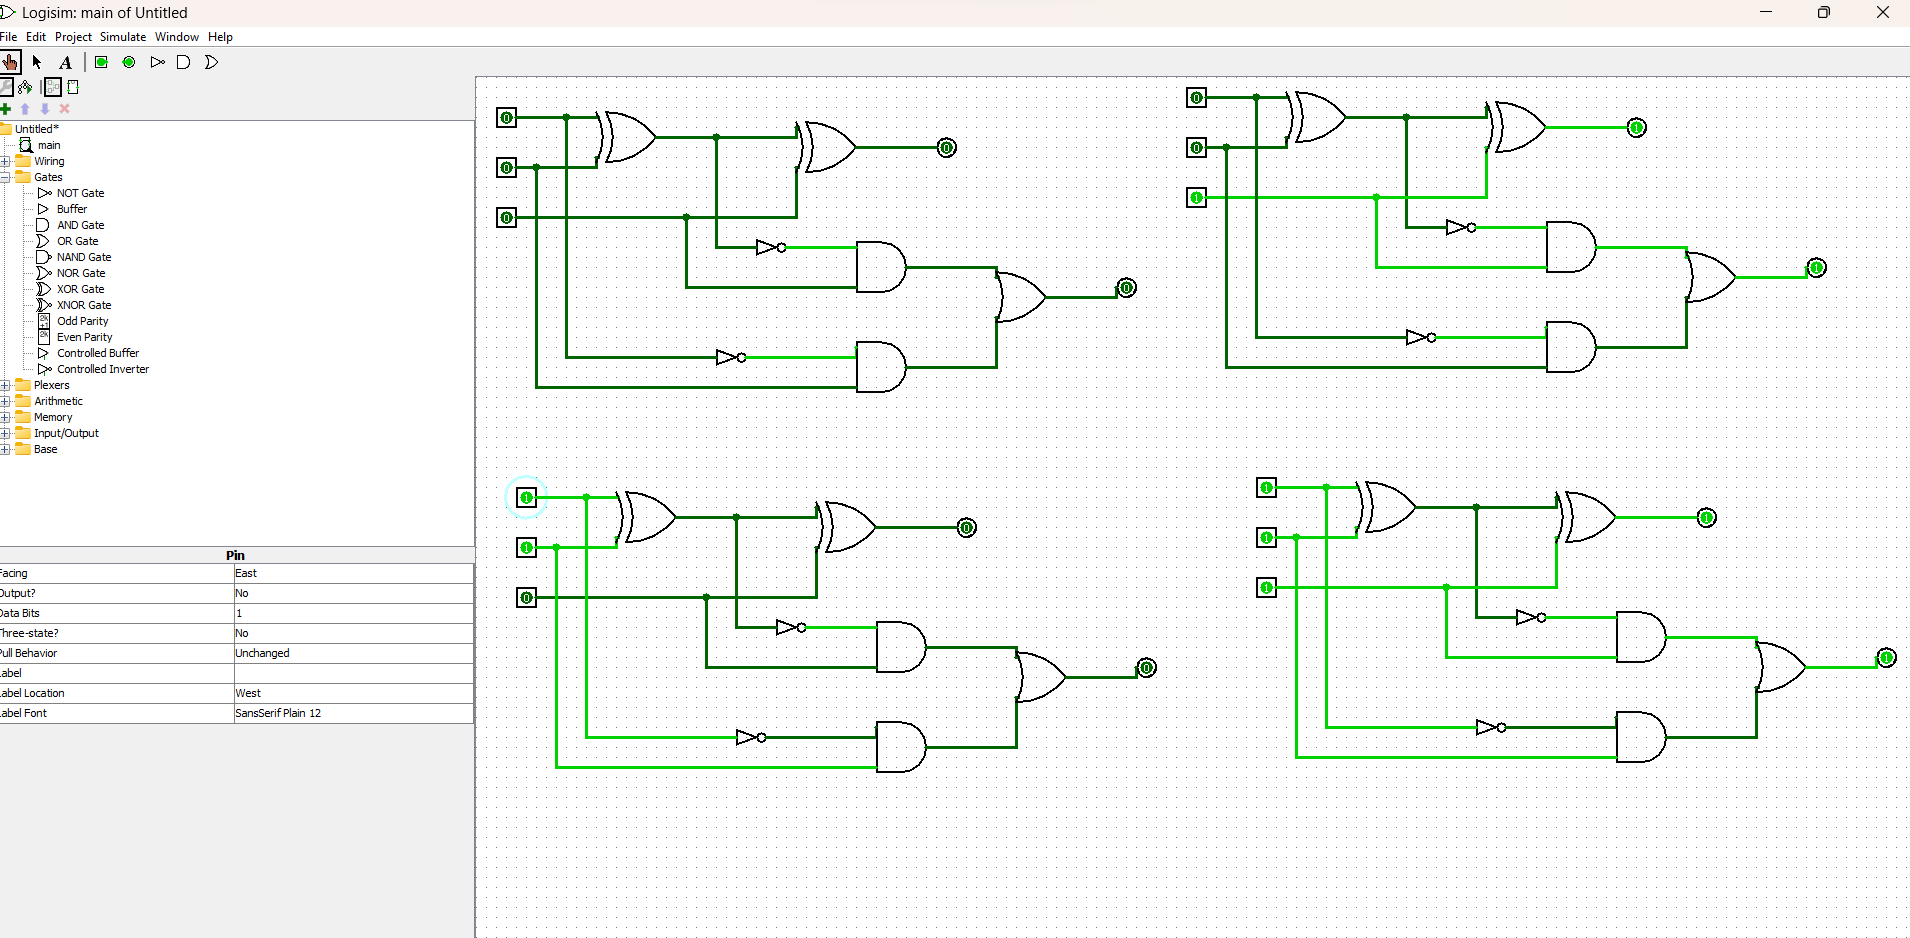 Logisim: main of Untitled
File Edit Project Simulate Window Help
A
Untitled*
main
Wiring
Gates
NOT Gate
Buffer
AND Gate
OR Gate
NAND Gate
NOR Gate
XOR Gate
XNOR Gate
Odd Parity
Even Parity
Controlled Buffer
Controlled Inverter
Plexers
Arithmetic
Memory
Input/Output
Base
Pin
Facing East
Output? No
Data Bits 1
Three-state? No
Pull Behavior Unchanged
Label
Label Location West
Label Font SansSerif Plain 12
0
0
0
0
0
0
0
1
1
1
1
1
0
0
0
1
1
1
1
1